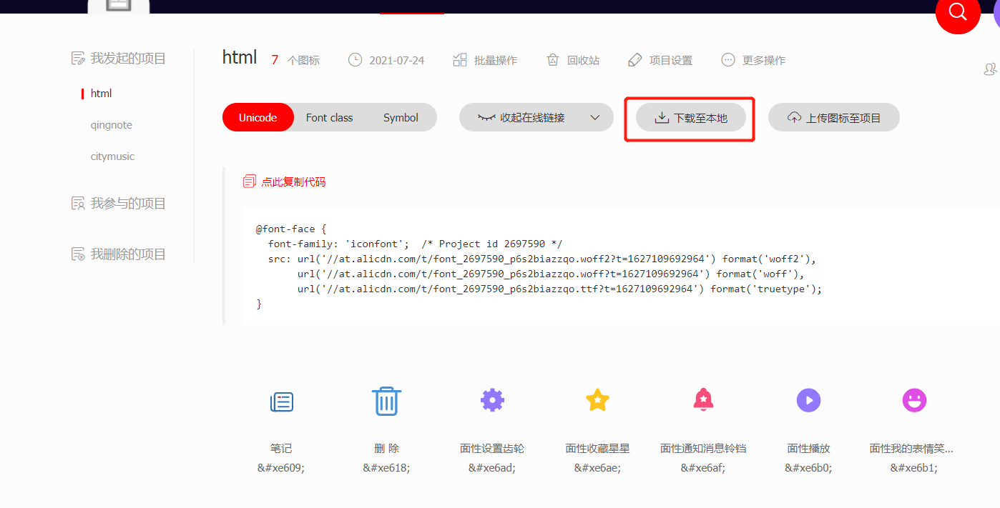 我发起的项目
html
qingnote
citymusic
我参与的项目
我删除的项目
html 7 个图标 2021-07-24 批量操作 回收站 项目设置 更多操作
Unicode Font class Symbol 收起在线链接 下载至本地 上传图标至项目
点此复制代码
@font-face {
  font-family: 'iconfont';  /* Project id 2697590 */
  src: url('//at.alicdn.com/t/font_2697590_p6s2biazzqo.woff2?t=1627109692964') format('woff2'),
       url('//at.alicdn.com/t/font_2697590_p6s2biazzqo.woff?t=1627109692964') format('woff'),
       url('//at.alicdn.com/t/font_2697590_p6s2biazzqo.ttf?t=1627109692964') format('truetype');
}
笔记 删 除 面性设置齿轮 面性收藏星星 面性通知消息铃铛 面性播放 面性我的表情笑...
&#xe609; &#xe618; &#xe6ad; &#xe6ae; &#xe6af; &#xe6b0; &#xe6b1;